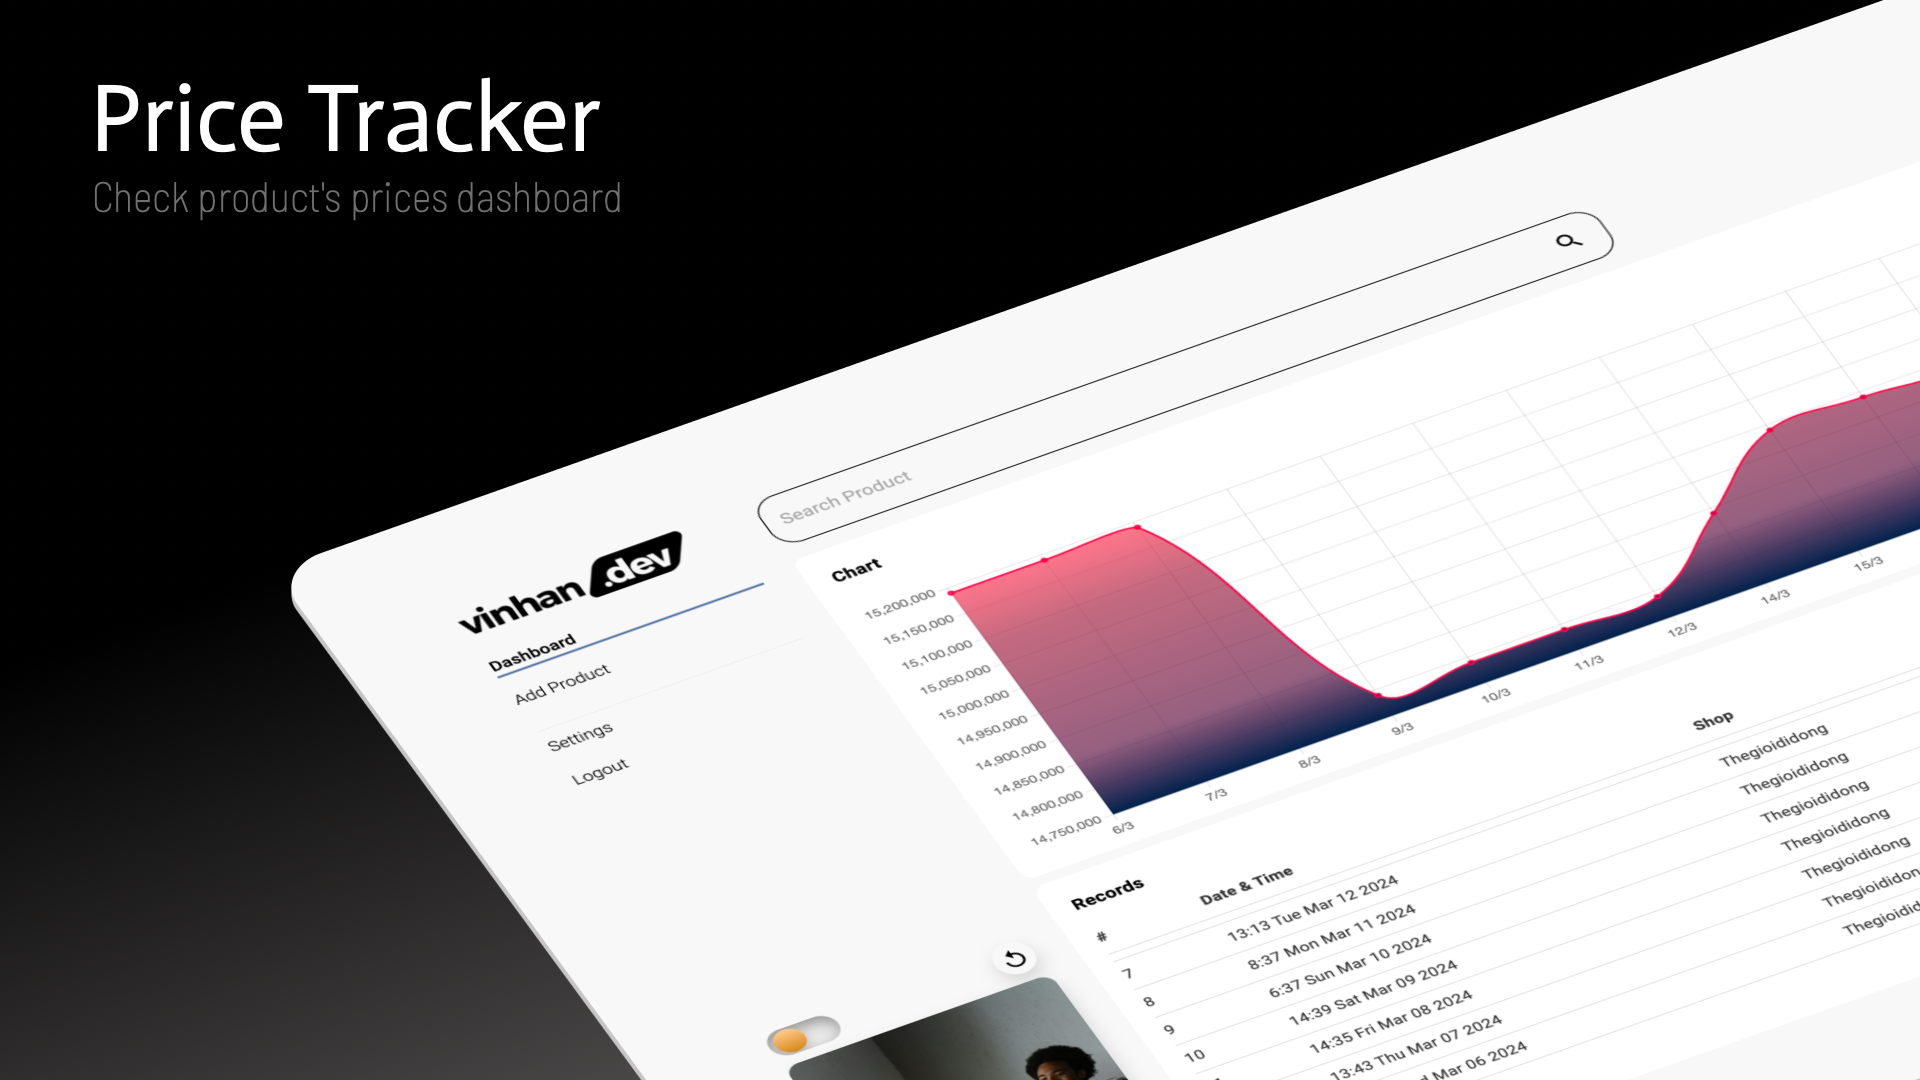 Price Tracker
Check product's prices dashboard
Search Product
vinhan.dev
Dashboard
Add Product
Settings
Logout
Chart
15,200,000
15,150,000
15,100,000
15,050,000
15,000,000
14,950,000
14,900,000
14,850,000
14,800,000
14,750,000
6/3
7/3
8/3
9/3
10/3
11/3
12/3
14/3
15/3
Records
# Date & Time Shop
7 13:13 Tue Mar 12 2024 Thegioididong
8 8:37 Mon Mar 11 2024 Thegioididong
9 6:37 Sun Mar 10 2024 Thegioididong
10 14:39 Sat Mar 09 2024 Thegioididong
14:35 Fri Mar 08 2024 Thegioididong
13:43 Thu Mar 07 2024
Mar 06 2024